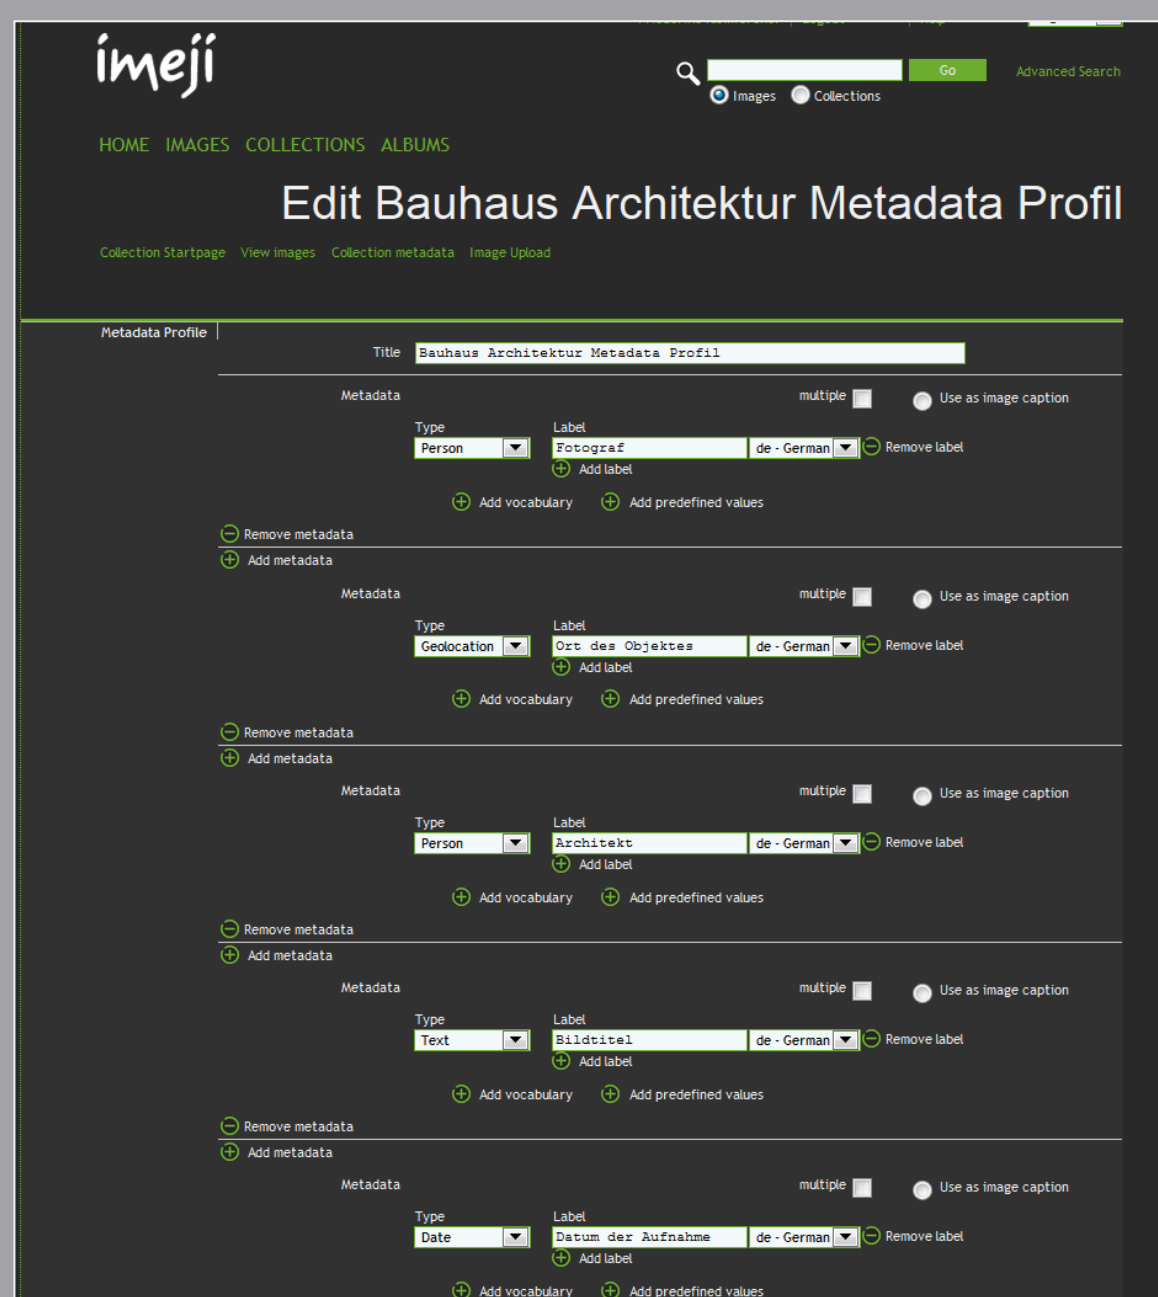 imeji
Go Advanced Search
Images Collections
HOME IMAGES COLLECTIONS ALBUMS
Edit Bauhaus Architektur Metadata Profil
Collection Startpage View images Collection metadata Image Upload
Metadata Profile
Title Bauhaus Architektur Metadata Profil
Metadata multiple Use as image caption
Type Label
Person Fotograf de - German Remove label
Add label
Add vocabulary Add predefined values
Remove metadata
Add metadata
Metadata multiple Use as image caption
Type Label
Geolocation Ort des Objektes de - German Remove label
Add label
Add vocabulary Add predefined values
Remove metadata
Add metadata
Metadata multiple Use as image caption
Type Label
Person Architekt de - German Remove label
Add label
Add vocabulary Add predefined values
Remove metadata
Add metadata
Metadata multiple Use as image caption
Type Label
Text Bildtitel de - German Remove label
Add label
Add vocabulary Add predefined values
Remove metadata
Add metadata
Metadata multiple Use as image caption
Type Label
Date Datum der Aufnahme de - German Remove label
Add label
Add vocabulary Add predefined values